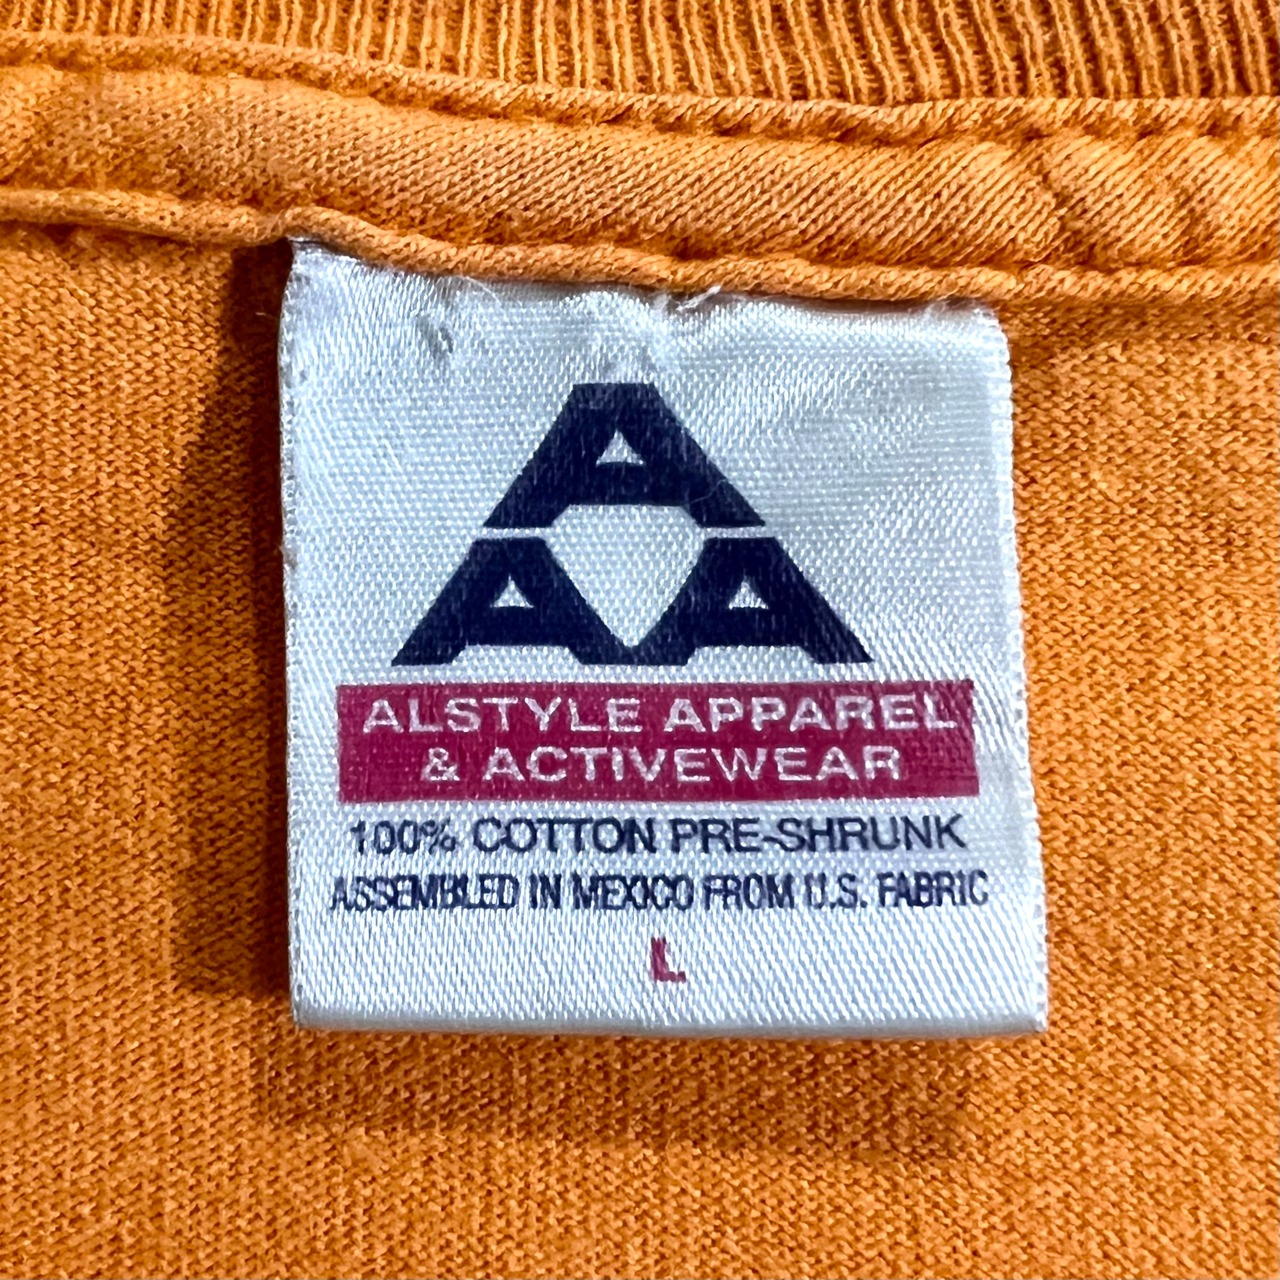 A
A A
ALSTYLE APPAREL
& ACTIVEWEAR
100% COTTON PRE-SHRUNK
ASSEMBLED IN MEXICO FROM U.S. FABRIC
L